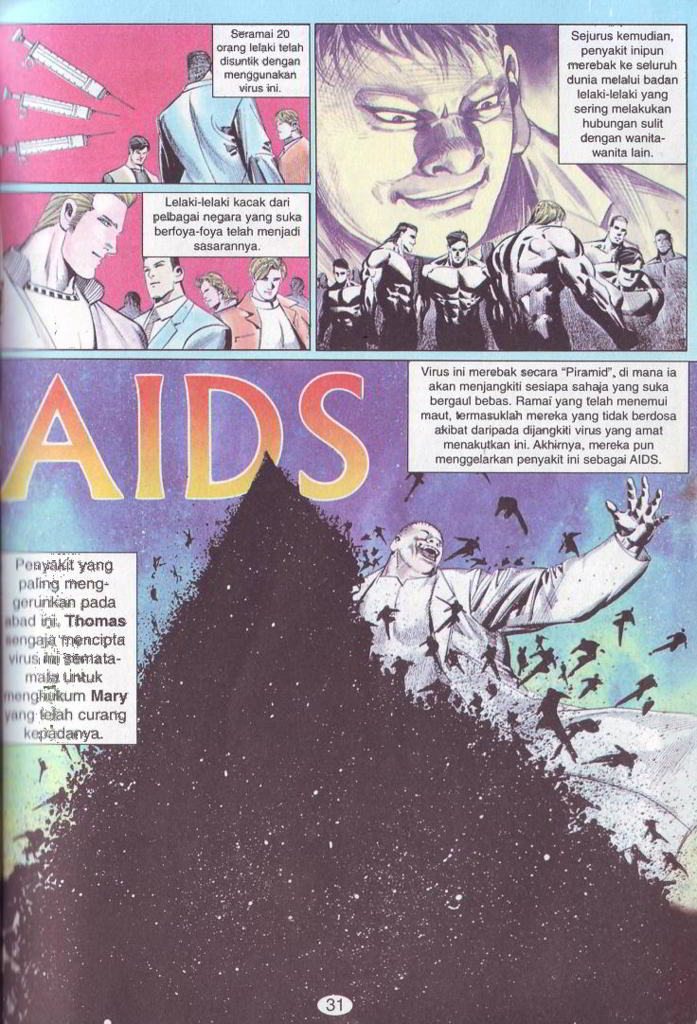 Seramai 20
orang lelaki telah
disuntik dengan
menggunakan
virus ini.
Sejurus kemudian,
penyakit inipun
merebak ke seluruh
dunia melalui badan
lelaki-lelaki yang
sering melakukan
hubungan sulit
dengan wanita-
wanita lain.
Lelaki-lelaki kacak dari
pelbagai negara yang suka
berfoya-foya telah menjadi
sasarannya.
AIDS
Virus ini merebak secara “Piramid”, di mana ia
akan menjangkiti sesiapa sahaja yang suka
bergaul bebas. Ramai yang telah menemui
maut, termasuklah mereka yang tidak berdosa
akibat daripada dijangkiti virus yang amat
menakutkan ini. Akhirnya, mereka pun
menggelarkan penyakit ini sebagai AIDS.
Penyakit yang
paling meng-
gerunkan pada
abad ini. Thomas
sengaja mencipta
virus ini semata-
mata untuk
menghukum Mary
yang telah curang
kepadanya.
31